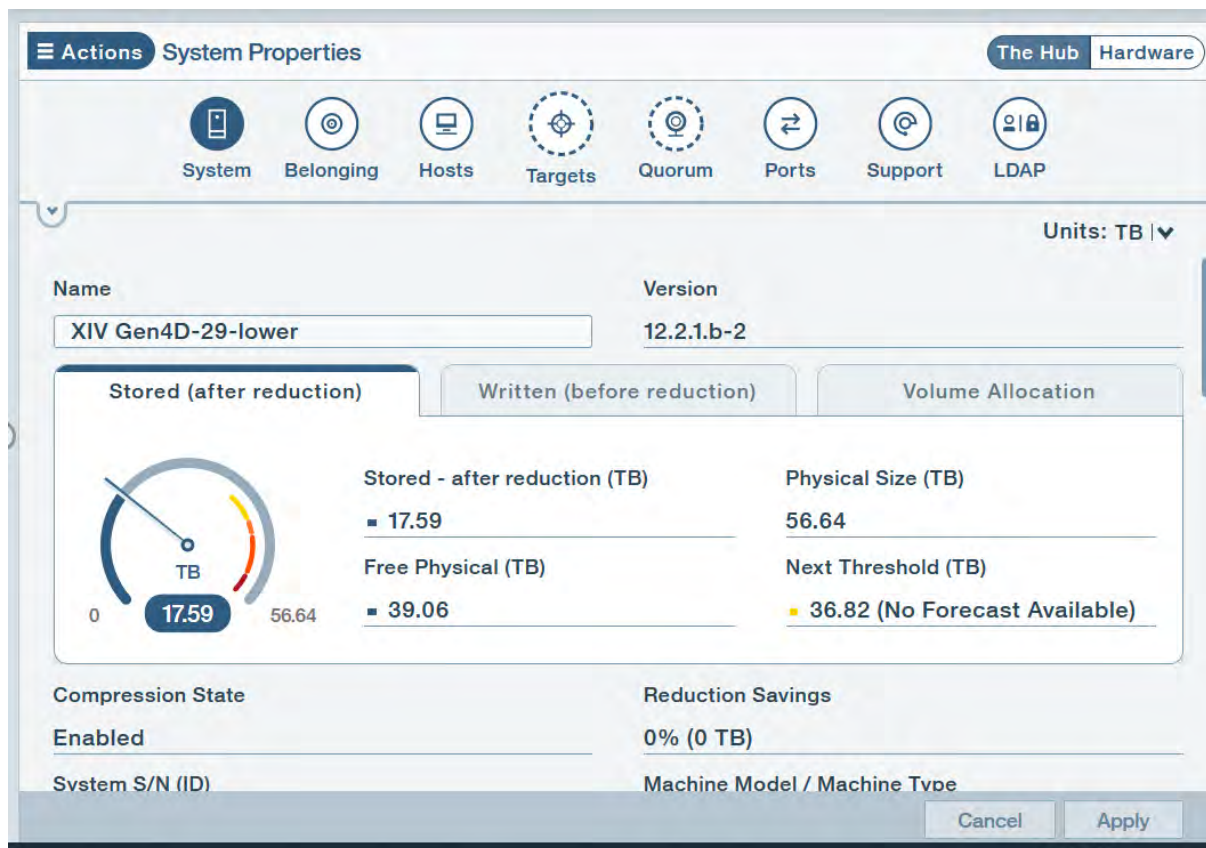 Actions System Properties The Hub Hardware
System Belonging Hosts Targets Quorum Ports Support LDAP
Units: TB
Name Version
XIV Gen4D-29-lower 12.2.1.b-2
Stored (after reduction) Written (before reduction) Volume Allocation
Stored - after reduction (TB) Physical Size (TB)
17.59 56.64
TB Free Physical (TB) Next Threshold (TB)
0 17.59 56.64 39.06 36.82 (No Forecast Available)
Compression State Reduction Savings
Enabled 0% (0 TB)
System S/N (ID) Machine Model / Machine Type
Cancel Apply